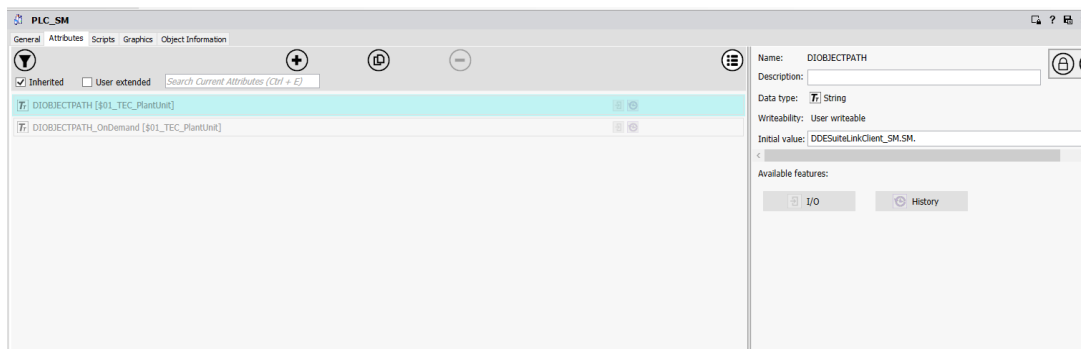 PLC_SM
General Attributes Scripts Graphics Object Information
Inherited User extended Search Current Attributes (Ctrl + E)
DIOBJECTPATH [$01_TEC_PlantUnit]
DIOBJECTPATH_OnDemand [$01_TEC_PlantUnit]
Name: DIOBJECTPATH
Description:
Data type: Tr String
Writeability: User writeable
Initial value: DDESuiteLinkClient_SM.SM.
Available features:
I/O History